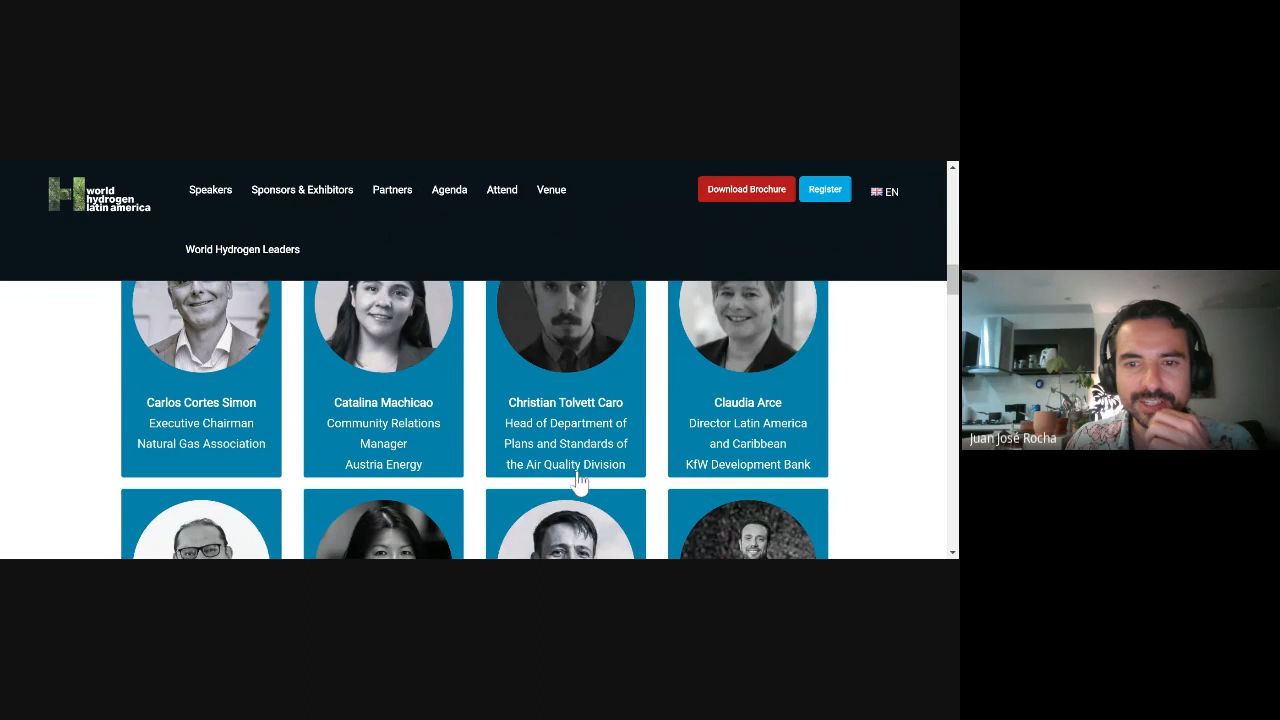 world
hydrogen
latin america
Speakers
Sponsors & Exhibitors
Partners
Agenda
Attend
Venue
Download Brochure
Register
EN
World Hydrogen Leaders
Carlos Cortes Simon
Executive Chairman
Natural Gas Association
Catalina Machicao
Community Relations
Manager
Austria Energy
Christian Tolvett Caro
Head of Department of
Plans and Standards of
the Air Quality Division
Claudia Arce
Director Latin America
and Caribbean
KfW Development Bank
Juan José Rocha